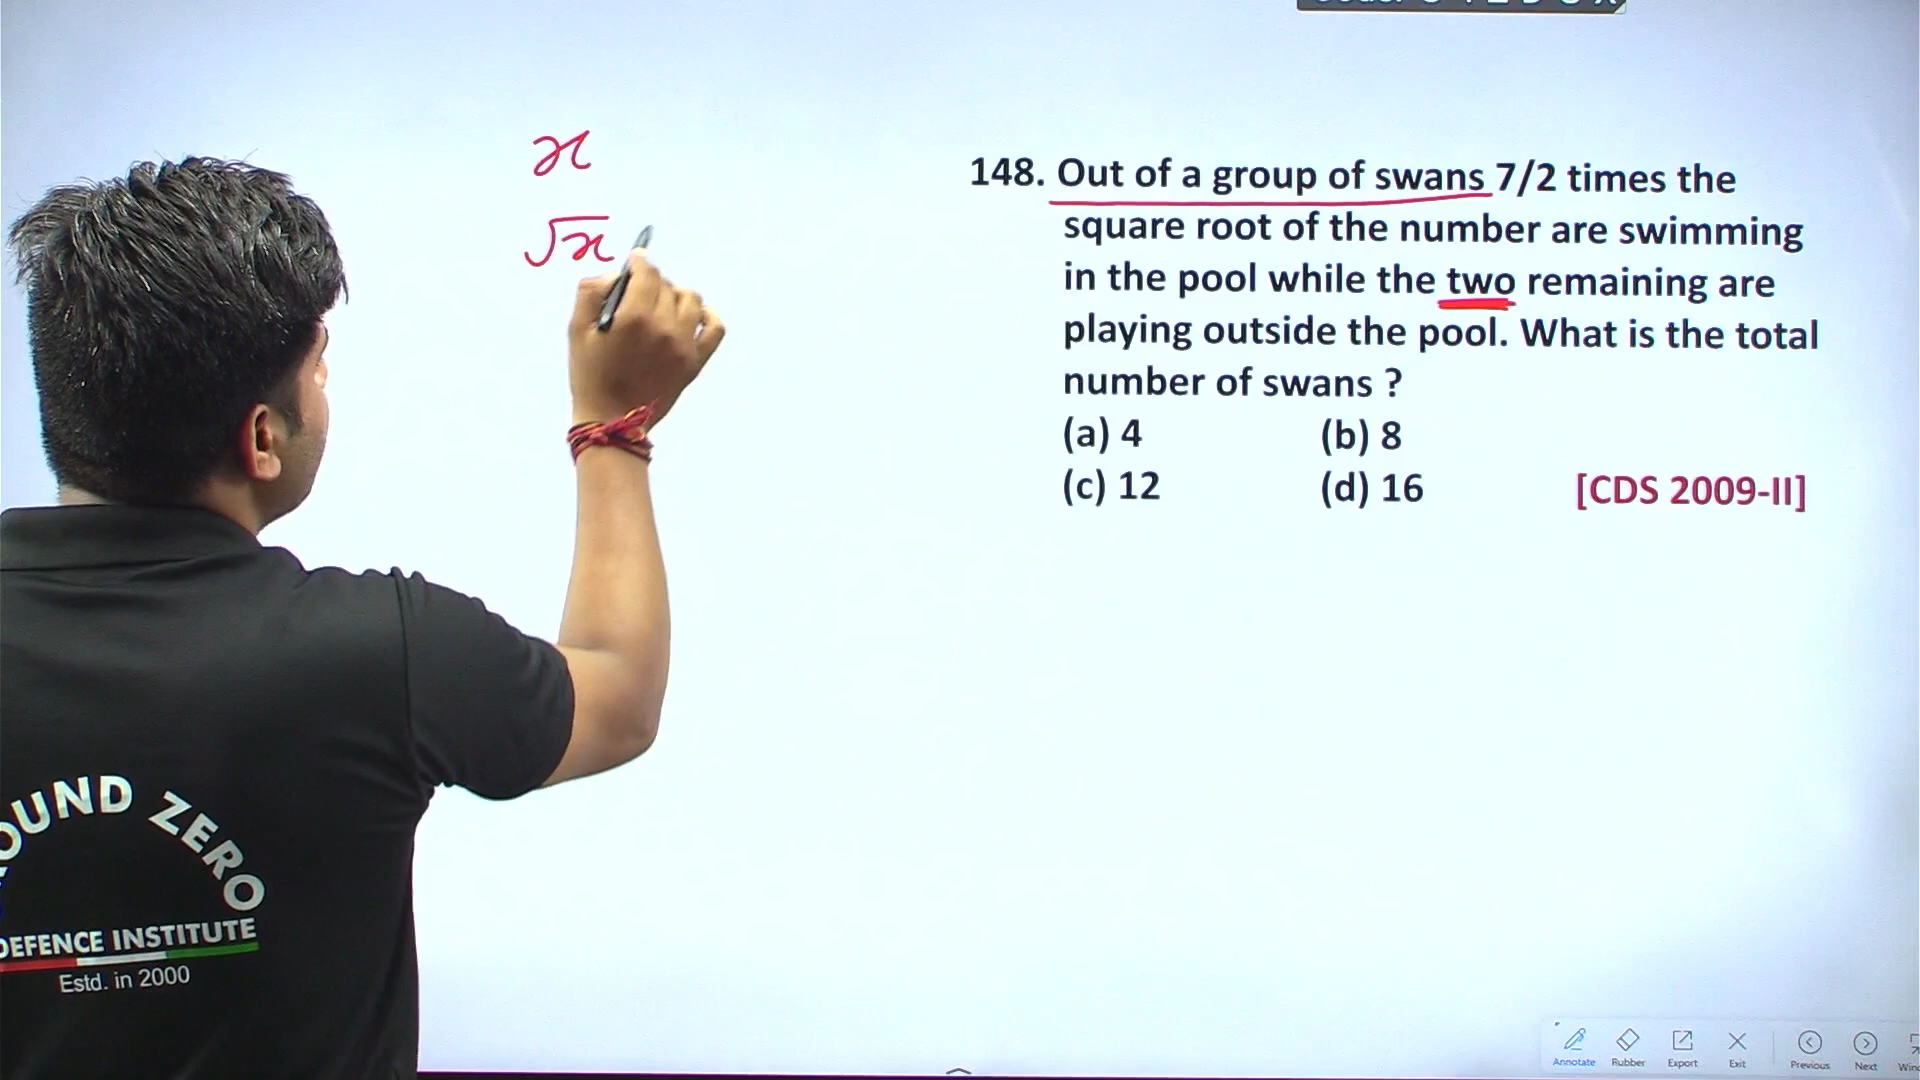 x
√x
148. Out of a group of swans 7/2 times the
square root of the number are swimming
in the pool while the two remaining are
playing outside the pool. What is the total
number of swans ?
(a) 4 (b) 8
(c) 12 (d) 16 [CDS 2009-II]
OUND ZERO
DEFENCE INSTITUTE
Estd. in 2000
Annotate Rubber Export Exit Previous Next